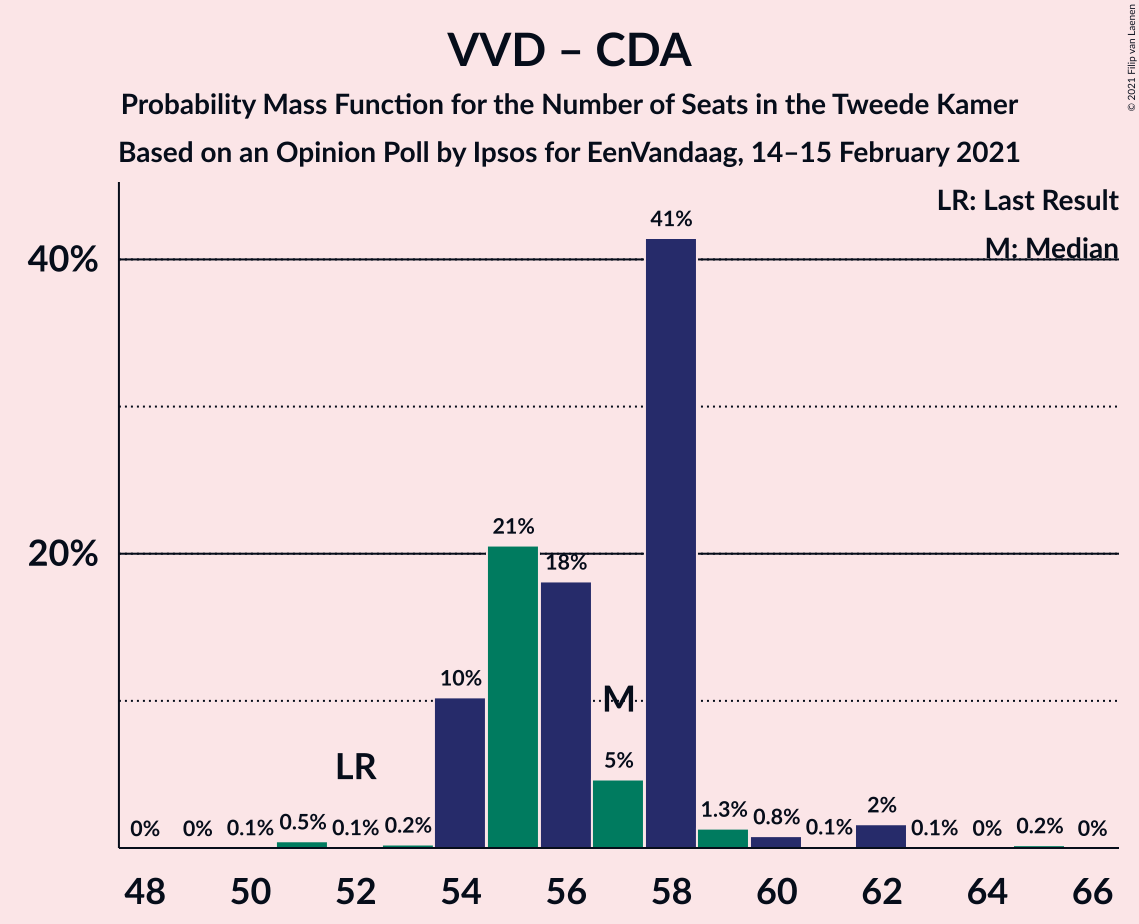 VVD – CDA
Probability Mass Function for the Number of Seats in the Tweede Kamer
Based on an Opinion Poll by Ipsos for EenVandaag, 14–15 February 2021
© 2021 Filip van Laenen
LR: Last Result
M: Median
40%
20%
0%
0%
0.1%
0.5%
0.1%
0.2%
10%
21%
18%
5%
41%
1.3%
0.8%
0.1%
2%
0.1%
0%
0.2%
0%
LR
M
48 50 52 54 56 58 60 62 64 66